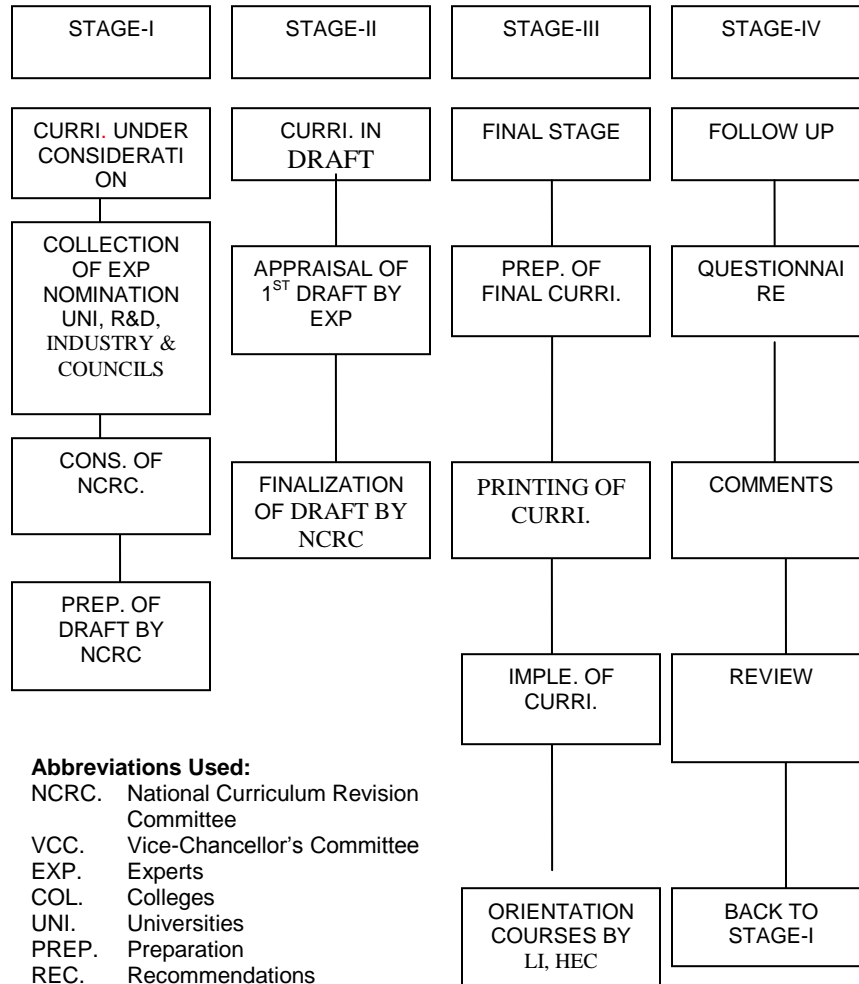 STAGE-I
CURRI. UNDER
CONSIDERATI
ON
COLLECTION
OF EXP
NOMINATION
UNI, R&D,
INDUSTRY &
COUNCILS
CONS. OF
NCRC.
PREP. OF
DRAFT BY
NCRC
STAGE-II
CURRI. IN
DRAFT
APPRAISAL OF
1ST DRAFT BY
EXP
FINALIZATION
OF DRAFT BY
NCRC
STAGE-III
FINAL STAGE
PREP. OF
FINAL CURRI.
PRINTING OF
CURRI.
IMPLE. OF
CURRI.
ORIENTATION
COURSES BY
LI, HEC
STAGE-IV
FOLLOW UP
QUESTIONNAI
RE
COMMENTS
REVIEW
BACK TO
STAGE-I
Abbreviations Used:
NCRC. National Curriculum Revision
Committee
VCC. Vice-Chancellor’s Committee
EXP. Experts
COL. Colleges
UNI. Universities
PREP. Preparation
REC. Recommendations